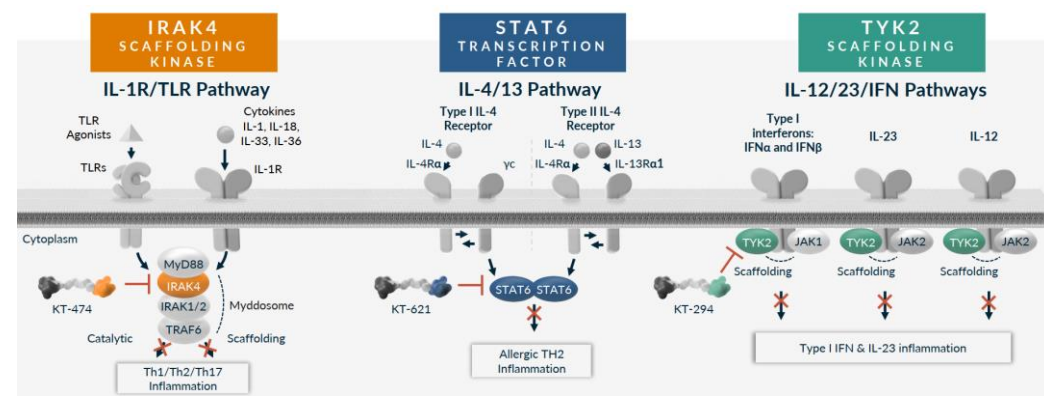 IRAK4
SCAFFOLDING
KINASE
IL-1R/TLR Pathway
TLR
Agonists
Cytokines
IL-1, IL-18,
IL-33, IL-36
TLRs
IL-1R
Cytoplasm
MyD88
IRAK4
IRAK1/2
TRAF6
KT-474
Myddosome
Catalytic
Scaffolding
Th1/Th2/Th17
Inflammation
STAT6
TRANSCRIPTION
FACTOR
IL-4/13 Pathway
Type I IL-4
Receptor
Type II IL-4
Receptor
IL-4
IL-4Rα
γc
IL-4
IL-13
IL-4Rα
IL-13Rα1
KT-621
STAT6 STAT6
Allergic TH2
Inflammation
TYK2
SCAFFOLDING
KINASE
IL-12/23/IFN Pathways
Type I
interferons:
IFNα and IFNβ
IL-23
IL-12
TYK2 JAK1
TYK2 JAK2
TYK2 JAK2
Scaffolding
Scaffolding
Scaffolding
KT-294
Type I IFN & IL-23 inflammation